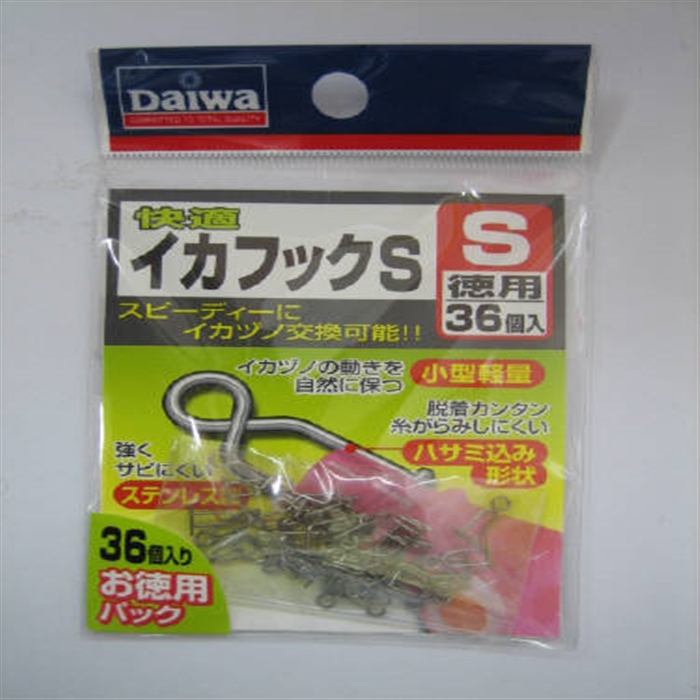 DAIWA
COMMITTED TO TOTAL QUALITY
快適
イカフックS
S
徳用
36個入
スピーディーに
イカヅノ交換可能!!
イカヅノの動きを
自然に保つ
小型軽量
脱着カンタン
糸がらみしにくい
ハサミ込み
形状
強く
サビにくい
ステンレス
36個入り
お徳用
パック